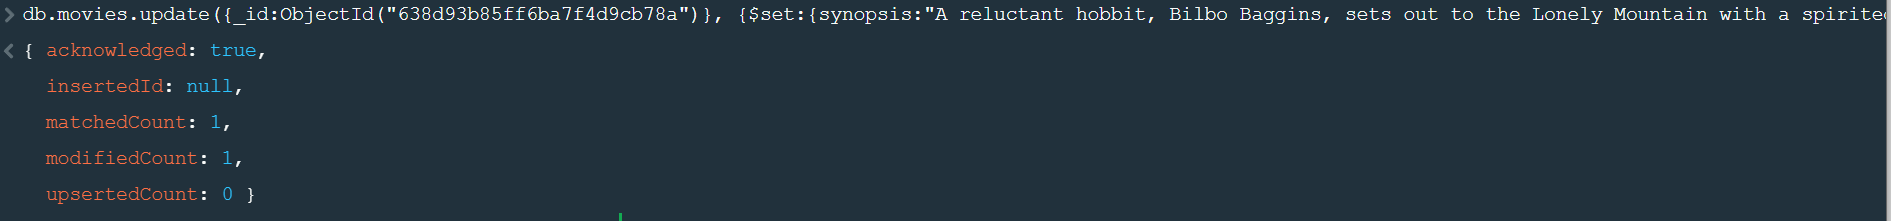 > db.movies.update({_id:ObjectId("638d93b85ff6ba7f4d9cb78a")}, {$set:{synopsis:"A reluctant hobbit, Bilbo Baggins, sets out to the Lonely Mountain with a spirite
< { acknowledged: true,
insertedId: null,
matchedCount: 1,
modifiedCount: 1,
upsertedCount: 0 }